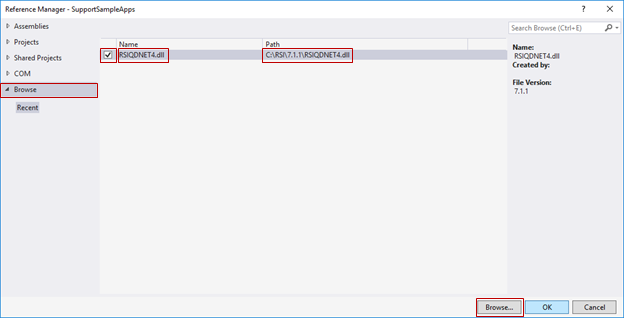 Reference Manager - SupportSampleApps
? 
Assemblies
Projects
Shared Projects
COM
Browse
Recent
Name Path
RSIQDNET4.dll C:\RSI\7.1.1\RSIQDNET4.dll
Search Browse (Ctrl+E)
Name:
RSIQDNET4.dll
Created by:
File Version:
7.1.1
Browse... OK Cancel